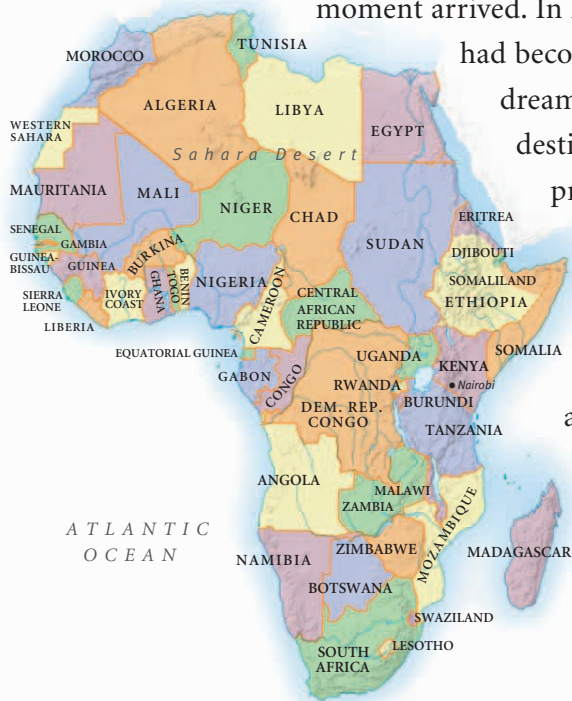 moment arrived. In
had beco
dream
desti
pr
a
MOROCCO
TUNISIA
ALGERIA
LIBYA
EGYPT
WESTERN
SAHARA
Sahara Desert
MAURITANIA
MALI
NIGER
CHAD
SUDAN
ERITREA
SENEGAL
GAMBIA
GUINEA-
BISSAU
GUINEA
BURKINA
DJIBOUTI
SOMALILAND
ETHIOPIA
SIERRA
LEONE
LIBERIA
IVORY
COAST
GHANA
TOGO
BENIN
NIGERIA
CAMEROON
CENTRAL
AFRICAN
REPUBLIC
SOMALIA
EQUATORIAL GUINEA
GABON
CONGO
UGANDA
KENYA
Nairobi
RWANDA
BURUNDI
DEM. REP.
CONGO
TANZANIA
ANGOLA
MALAWI
ZAMBIA
MOZAMBIQUE
ATLANTIC
OCEAN
NAMIBIA
ZIMBABWE
MADAGASCAR
BOTSWANA
SWAZILAND
LESOTHO
SOUTH
AFRICA